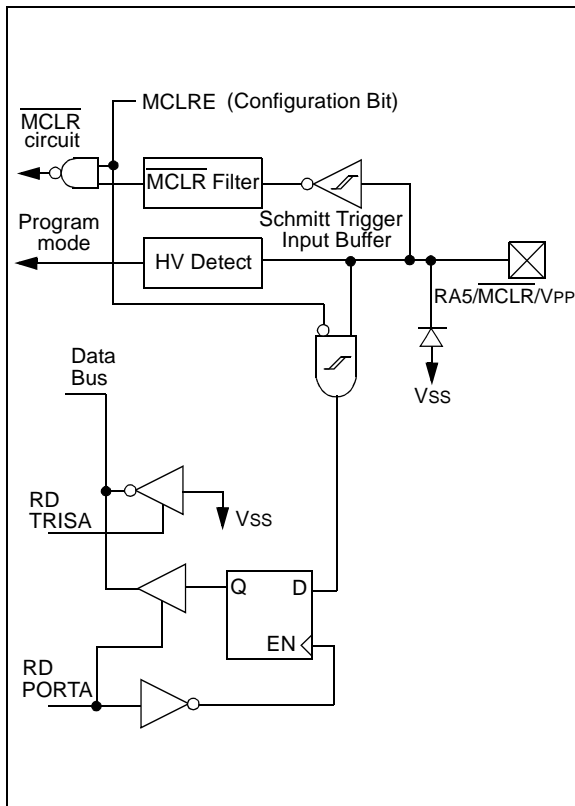 MCLRE (Configuration Bit)
MCLR
circuit
MCLR Filter
Schmitt Trigger
Input Buffer
Program
mode
HV Detect
RA5/MCLR/VPP
VSS
Data
Bus
RD
TRISA
VSS
Q
D
EN
RD
PORTA